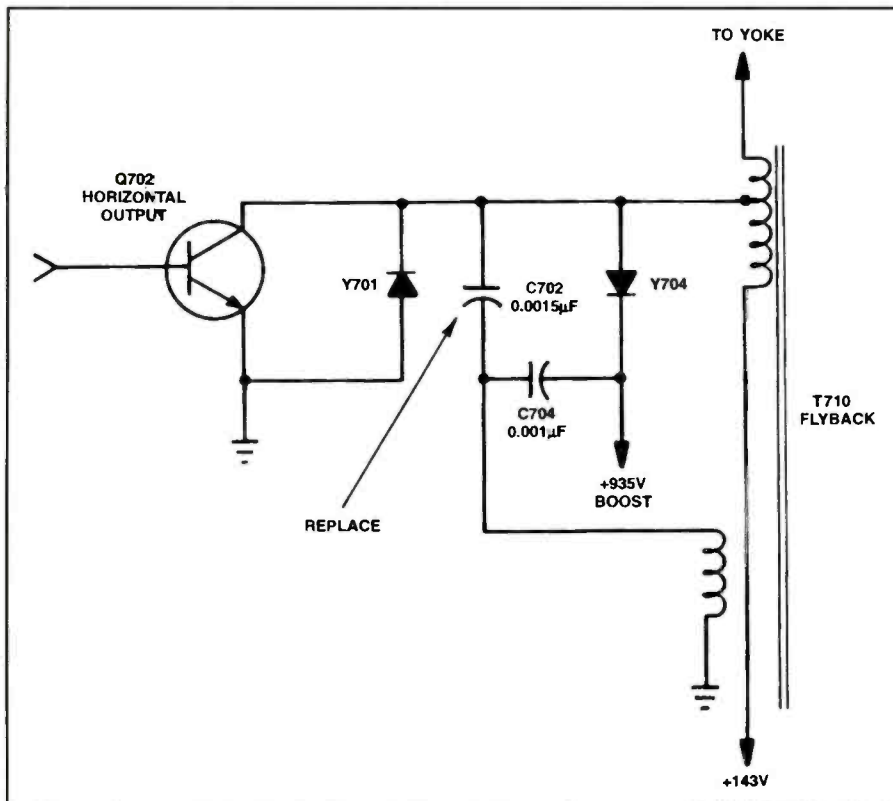 TO YOKE
Q702
HORIZONTAL
OUTPUT
Y701
C702
0.0015µF
Y704
C704
0.001µF
T710
FLYBACK
+935V
BOOST
REPLACE
+143V